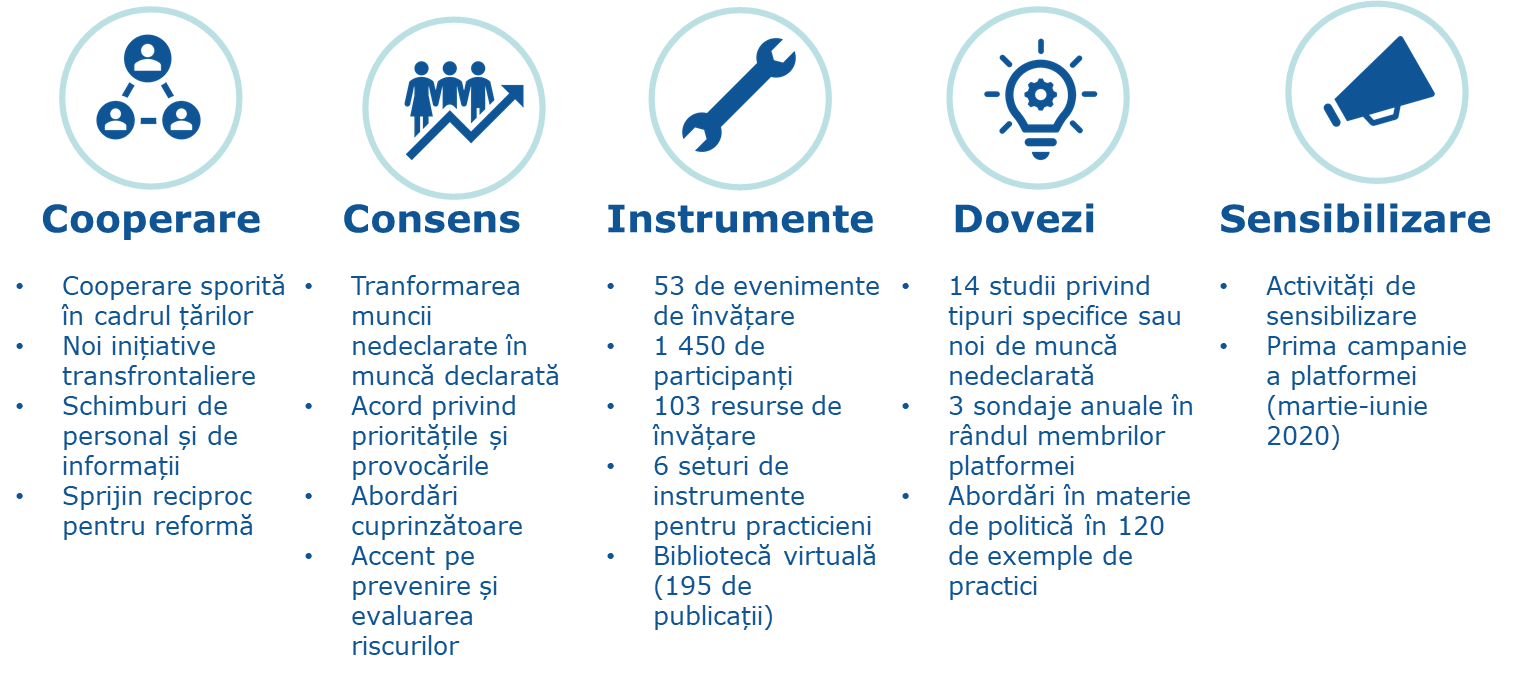 Cooperare
• Cooperare sporită
în cadrul țărilor
• Noi inițiative
transfrontaliere
• Schimburi de
personal și de
informații
• Sprijin reciproc
pentru reformă
Consens
• Tranformarea
muncii
nedeclarate în
muncă declarată
• Acord privind
prioritățile și
provocările
• Abordări
cuprinzătoare
• Accent pe
prevenire și
evaluarea
riscurilor
Instrumente
• 53 de evenimente
de învățare
• 1 450 de
participanți
• 103 resurse de
învățare
• 6 seturi de
instrumente
pentru practicieni
• Bibliotecă virtuală
(195 de
publicații)
Dovezi
• 14 studii privind
tipuri specifice sau
noi de muncă
nedeclarată
• 3 sondaje anuale în
rândul membrilor
platformei
• Abordări în materie
de politică în 120
de exemple de
practici
Sensibilizare
• Activități de
sensibilizare
• Prima campanie
a platformei
(martie-iunie
2020)